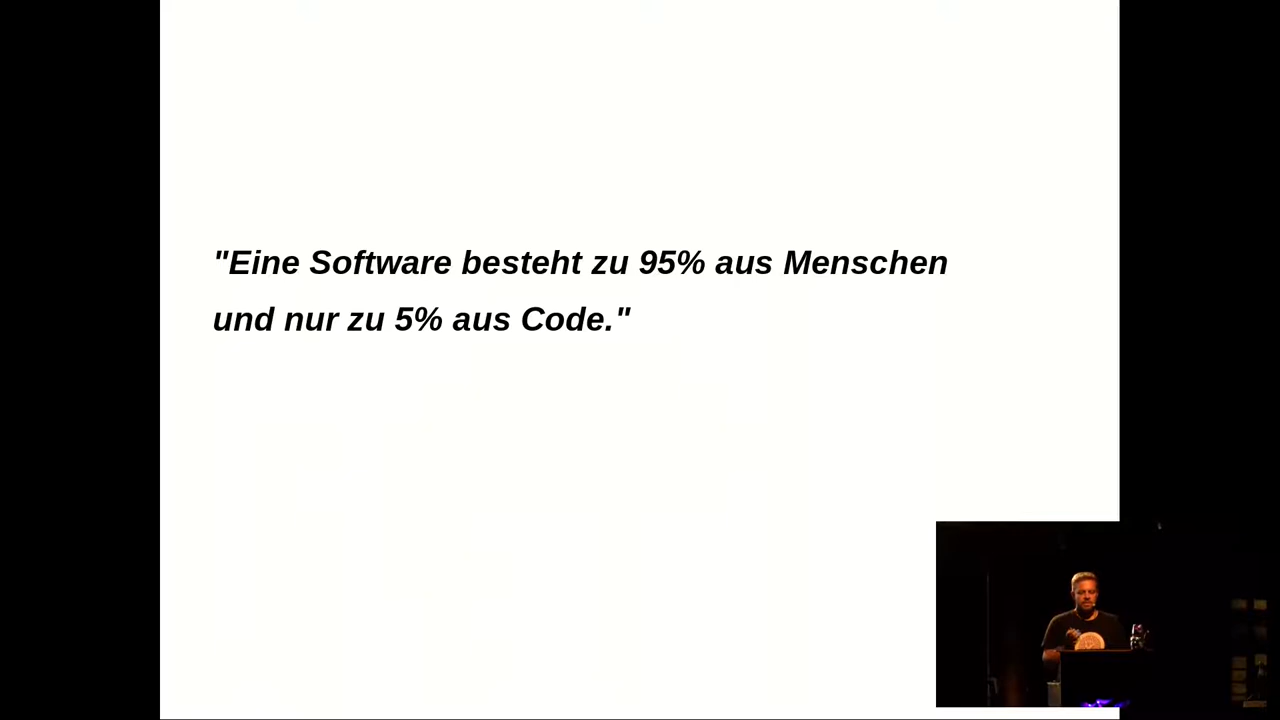 "Eine Software besteht zu 95% aus Menschen
und nur zu 5% aus Code."